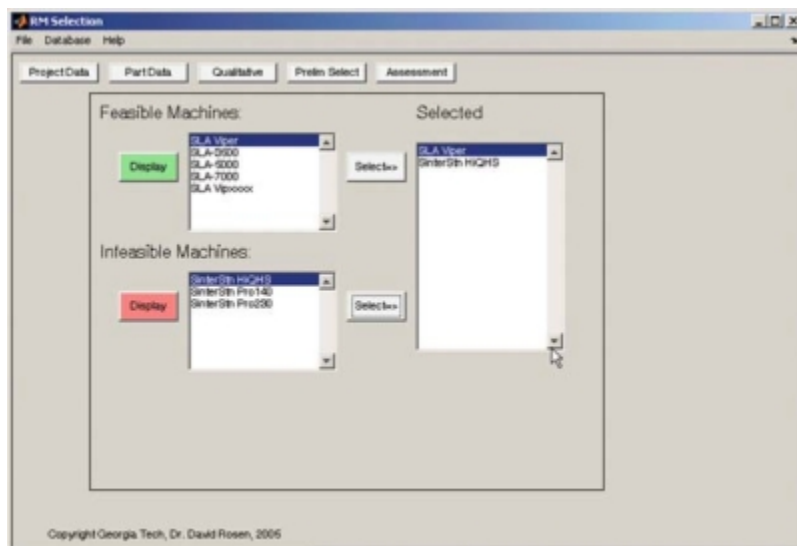 RM Selection
File Database Help
Project Data Part Data Qualitative Prelim Select Assessment
Feasible Machines: Selected
Display
SLA Viper
SLA-3500
SLA-5000
SLA-7000
SLA Vipxxxx
Select>>
SLA Viper
SinterStn HiQHS
Infeasible Machines:
Display
SinterStn HiQHS
SinterStn Pro140
SinterStn Pro230
Select>>
Copyright Georgia Tech, Dr. David Rosen, 2005